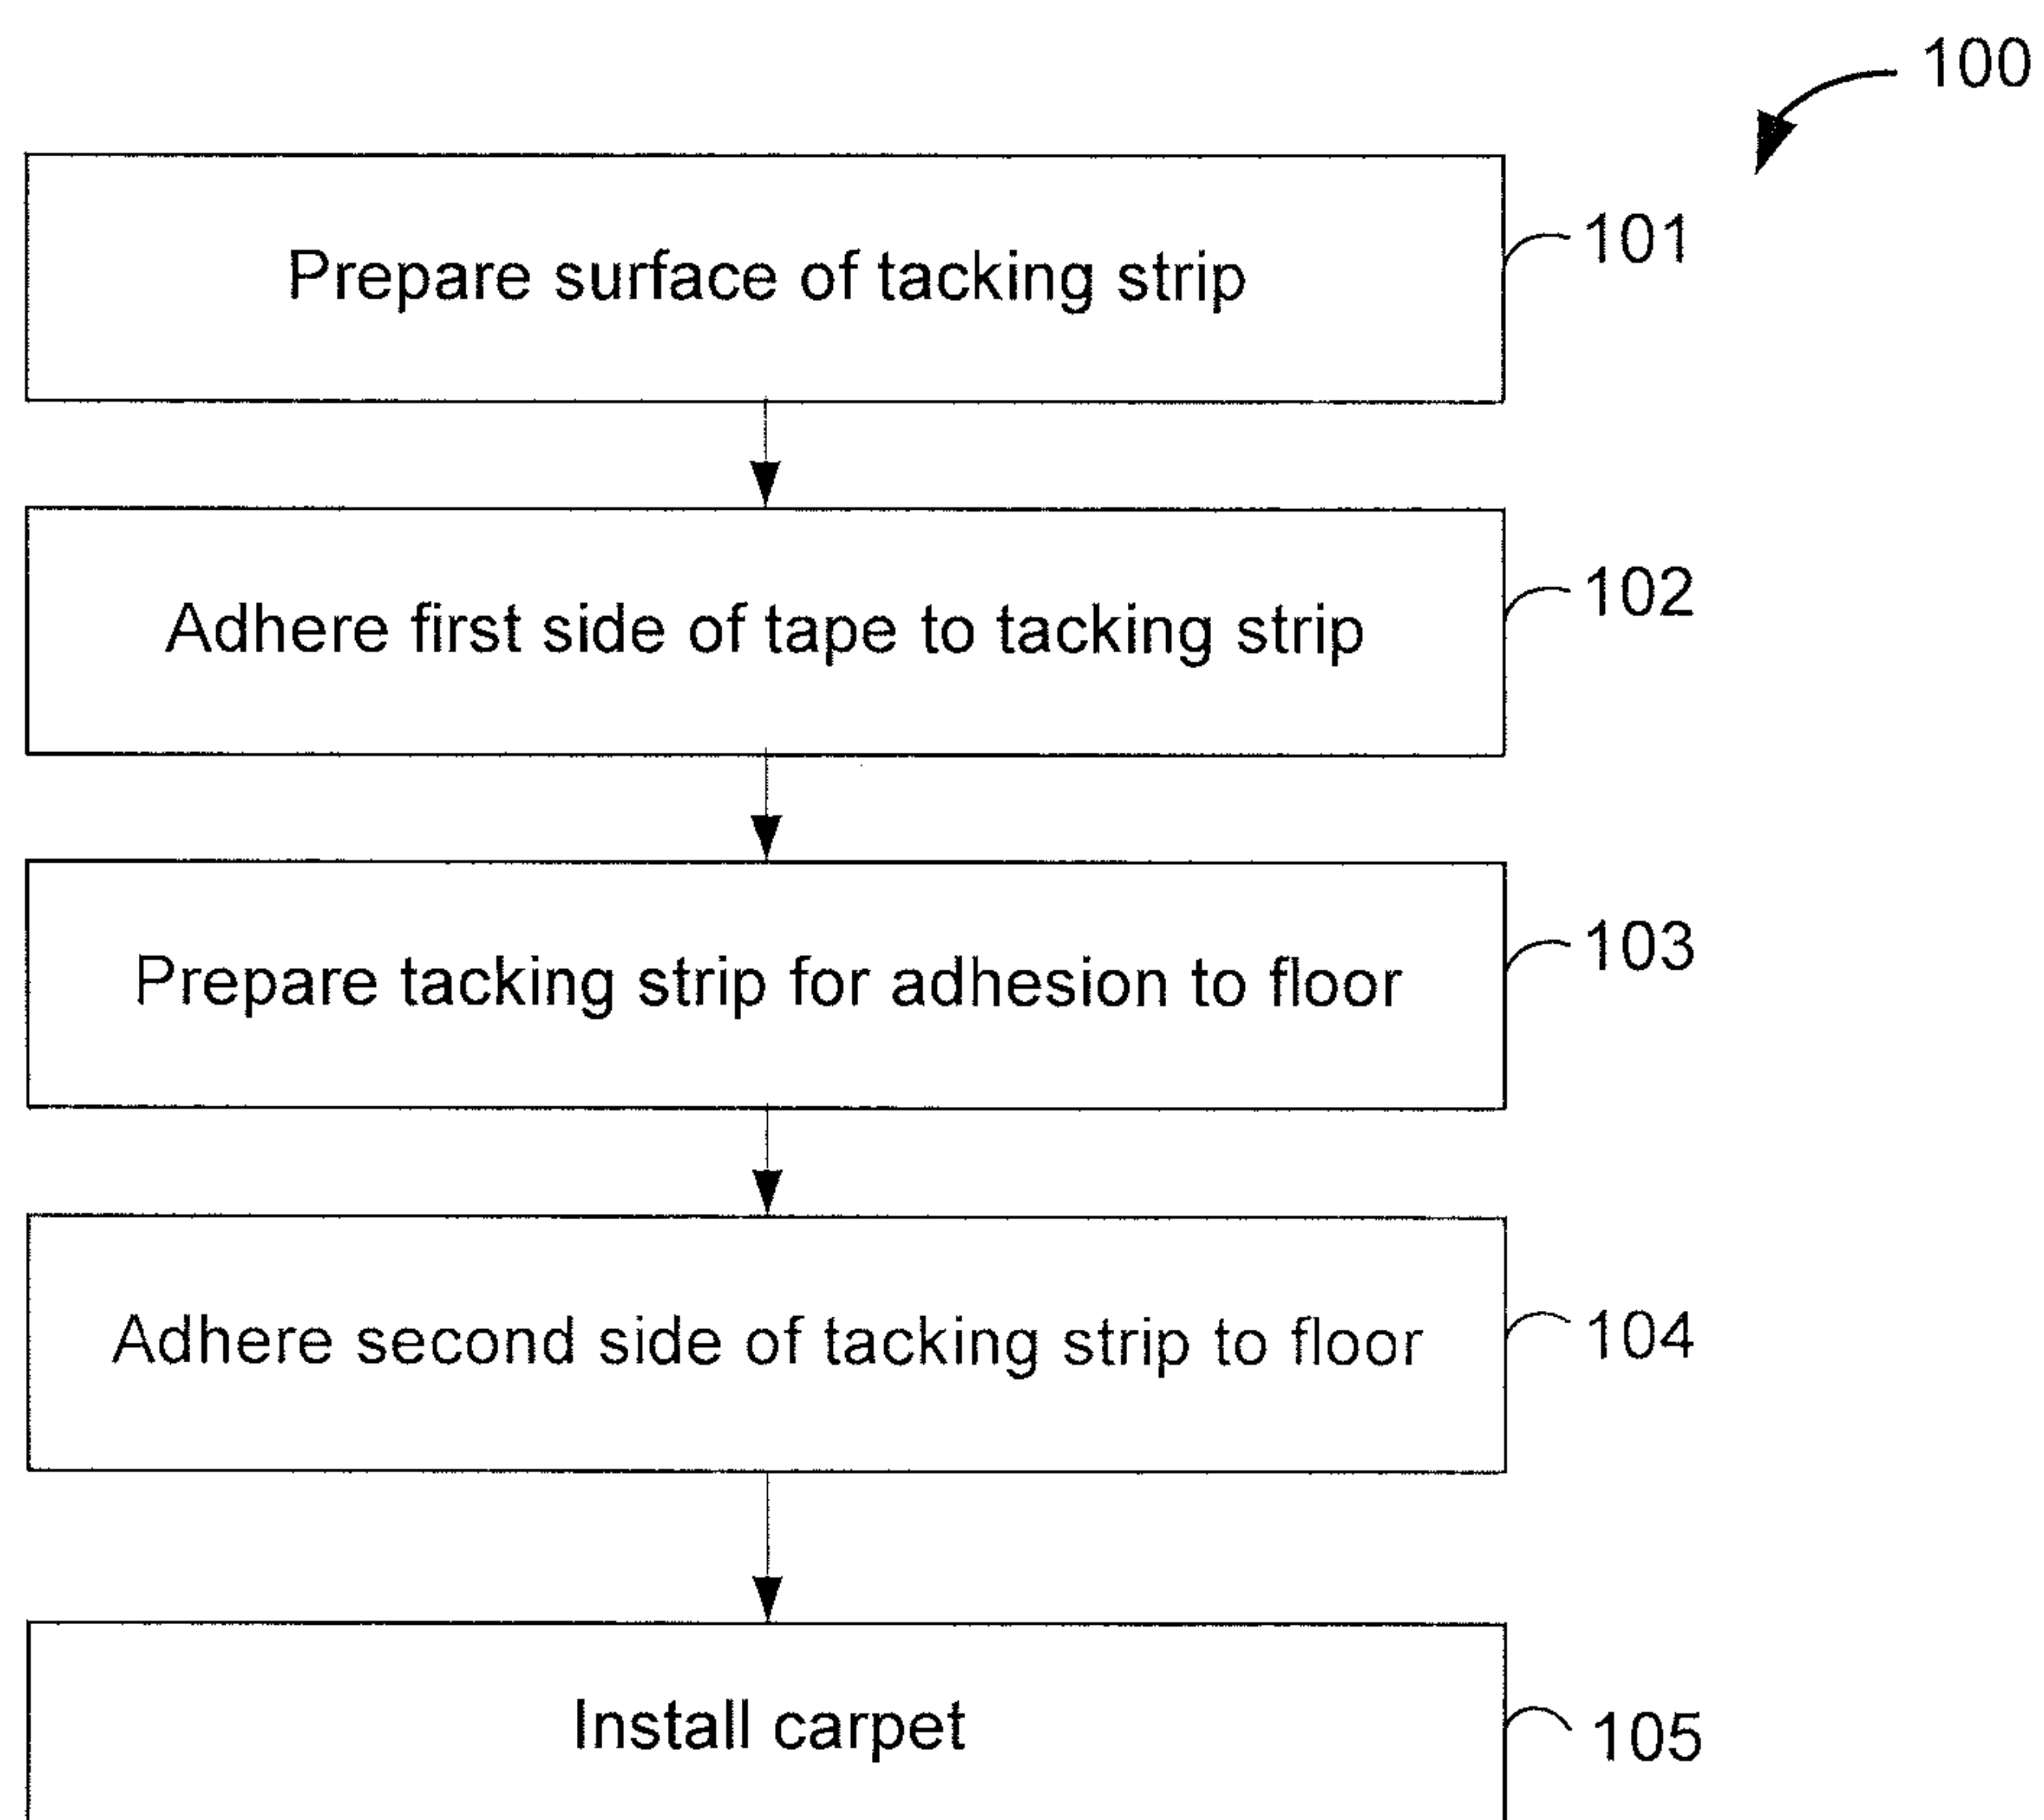 100
Prepare surface of tacking strip
101
Adhere first side of tape to tacking strip
102
Prepare tacking strip for adhesion to floor
103
Adhere second side of tacking strip to floor
104
Install carpet
105